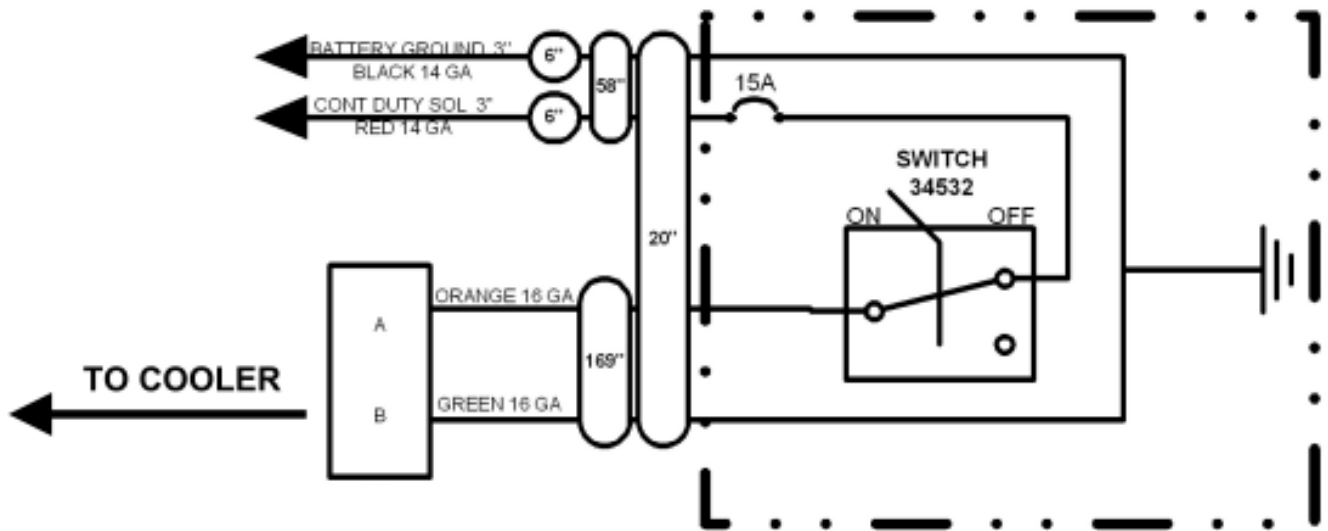 BATTERY GROUND 3"
BLACK 14 GA
6"
58"
CONT DUTY SOL 3"
RED 14 GA
6"
15A
SWITCH
34532
ON OFF
20"
ORANGE 16 GA
A
169"
TO COOLER
GREEN 16 GA
B